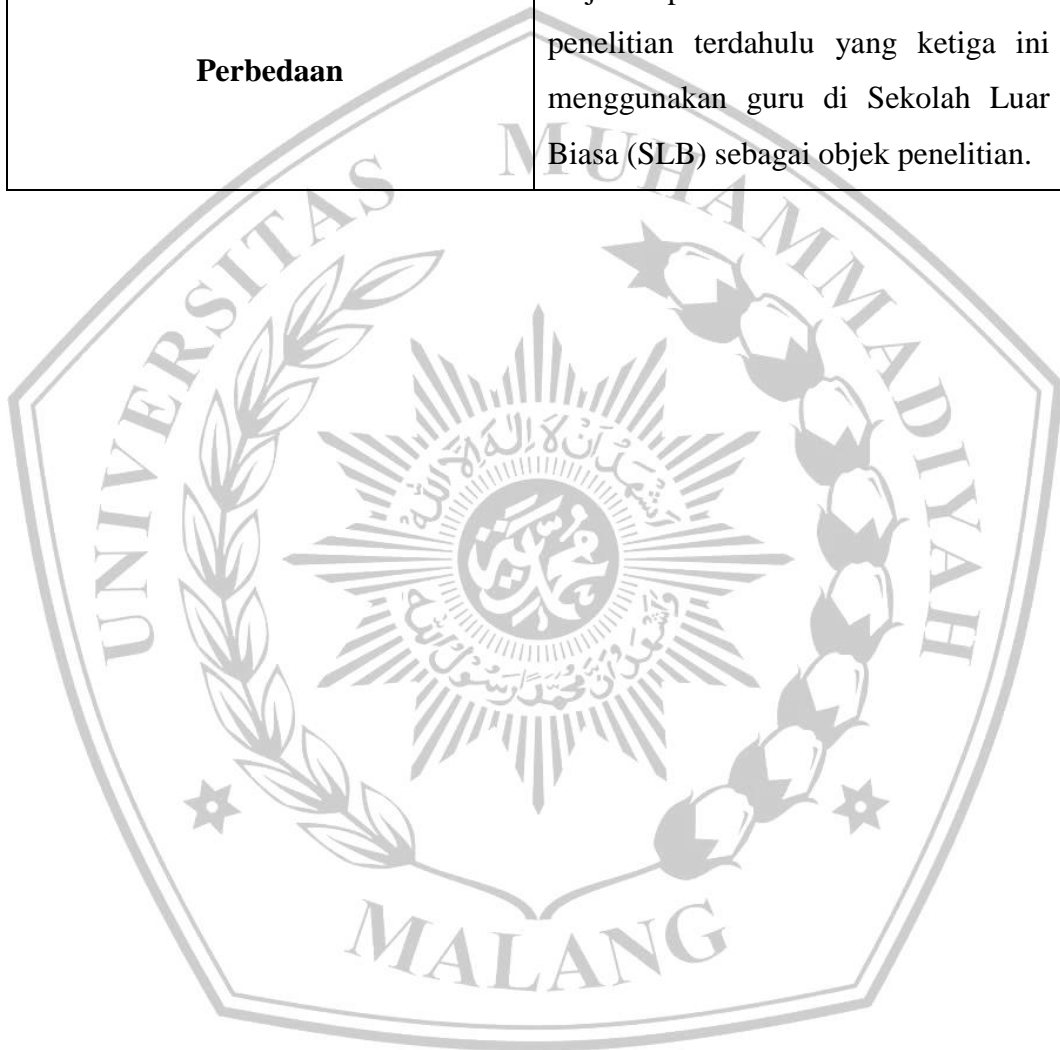 Perbedaan
penelitian terdahulu yang ketiga ini
menggunakan guru di Sekolah Luar
Biasa (SLB) sebagai objek penelitian.
UNIVERSITAS MUHAMMADIYAH
MALANG